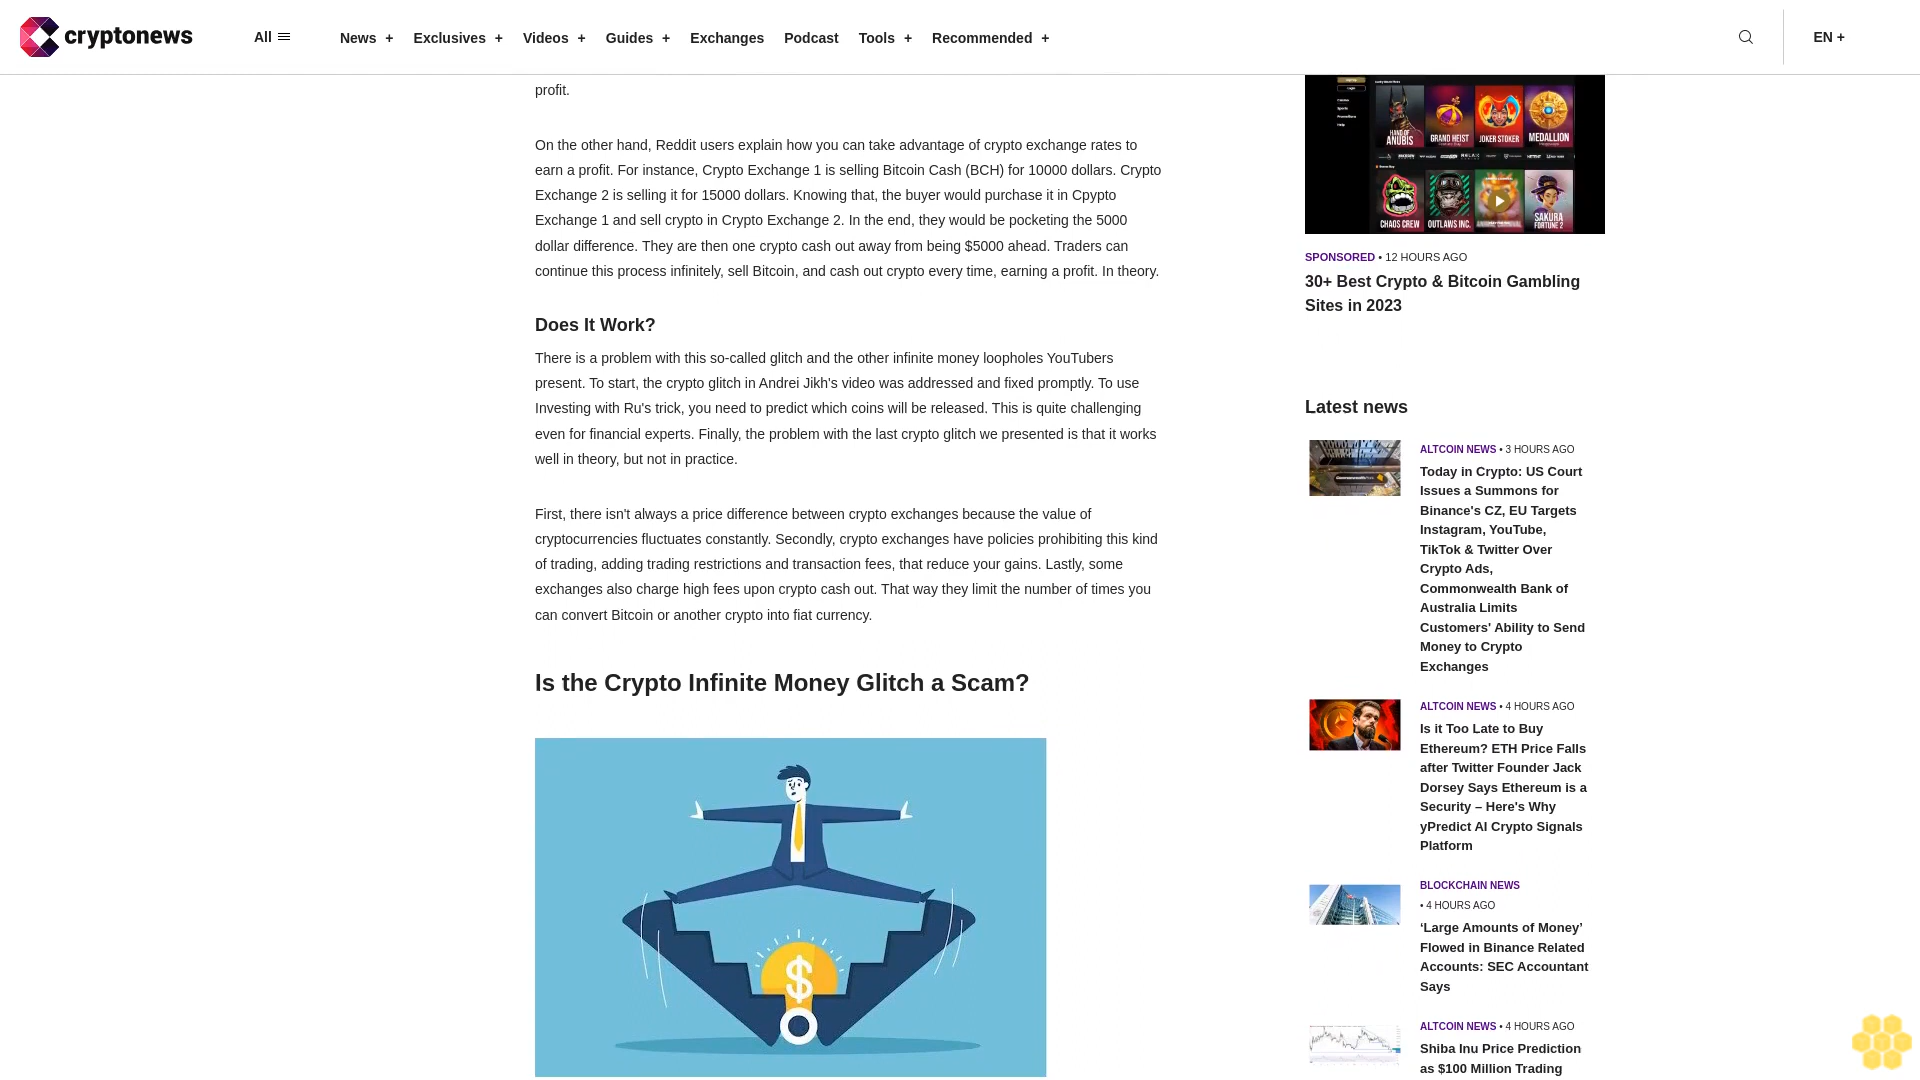 cryptonews
All
News +
Exclusives +
Videos +
Guides +
Exchanges
Podcast
Tools +
Recommended +
EN +
profit.
On the other hand, Reddit users explain how you can take advantage of crypto exchange rates to
earn a profit. For instance, Crypto Exchange 1 is selling Bitcoin Cash (BCH) for 10000 dollars. Crypto
Exchange 2 is selling it for 15000 dollars. Knowing that, the buyer would purchase it in Cpypto
Exchange 1 and sell crypto in Crypto Exchange 2. In the end, they would be pocketing the 5000
dollar difference. They are then one crypto cash out away from being $5000 ahead. Traders can
continue this process infinitely, sell Bitcoin, and cash out crypto every time, earning a profit. In theory.
Does It Work?
There is a problem with this so-called glitch and the other infinite money loopholes YouTubers
present. To start, the crypto glitch in Andrei Jikh's video was addressed and fixed promptly. To use
Investing with Ru's trick, you need to predict which coins will be released. This is quite challenging
even for financial experts. Finally, the problem with the last crypto glitch we presented is that it works
well in theory, but not in practice.
First, there isn't always a price difference between crypto exchanges because the value of
cryptocurrencies fluctuates constantly. Secondly, crypto exchanges have policies prohibiting this kind
of trading, adding trading restrictions and transaction fees, that reduce your gains. Lastly, some
exchanges also charge high fees upon crypto cash out. That way they limit the number of times you
can convert Bitcoin or another crypto into fiat currency.
Is the Crypto Infinite Money Glitch a Scam?
$
HAND OF
ANUBIS
GRAND HEIST
JOKER STOKER
MEDALLION
CHAOS CREW
OUTLAWS INC.
SAKURA
FORTUNE 2
SPONSORED • 12 HOURS AGO
30+ Best Crypto & Bitcoin Gambling
Sites in 2023
Latest news
ALTCOIN NEWS • 3 HOURS AGO
Today in Crypto: US Court
Issues a Summons for
Binance's CZ, EU Targets
Instagram, YouTube,
TikTok & Twitter Over
Crypto Ads,
Commonwealth Bank of
Australia Limits
Customers' Ability to Send
Money to Crypto
Exchanges
ALTCOIN NEWS • 4 HOURS AGO
Is it Too Late to Buy
Ethereum? ETH Price Falls
after Twitter Founder Jack
Dorsey Says Ethereum is a
Security – Here's Why
yPredict AI Crypto Signals
Platform
BLOCKCHAIN NEWS
• 4 HOURS AGO
‘Large Amounts of Money’
Flowed in Binance Related
Accounts: SEC Accountant
Says
ALTCOIN NEWS • 4 HOURS AGO
Shiba Inu Price Prediction
as $100 Million Trading